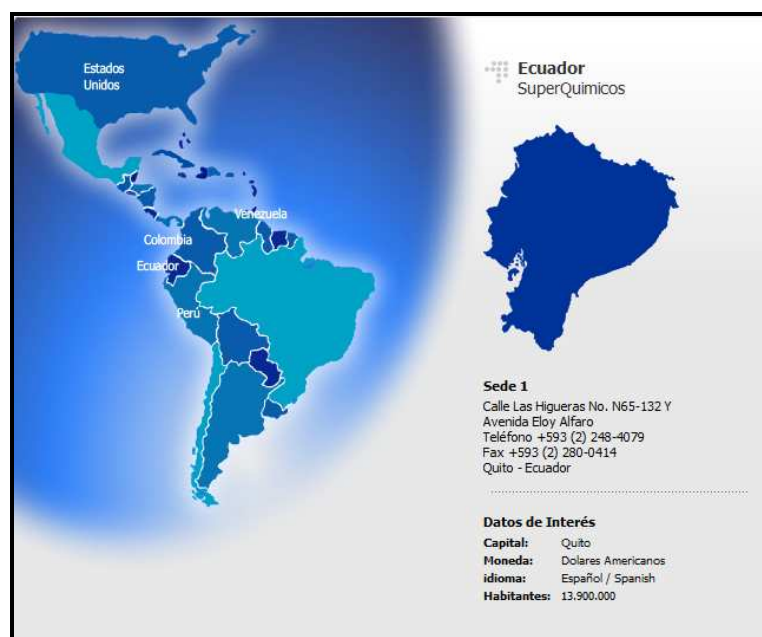 Estados
Unidos
Venezuela
Colombia
Ecuador
Perú
Ecuador
SuperQuimicos
Sede 1
Calle Las Higueras No. N65-132 Y
Avenida Eloy Alfaro
Teléfono +593 (2) 248-4079
Fax +593 (2) 280-0414
Quito - Ecuador
Datos de Interés
Capital: Quito
Moneda: Dolares Americanos
idioma: Español / Spanish
Habitantes: 13.900.000